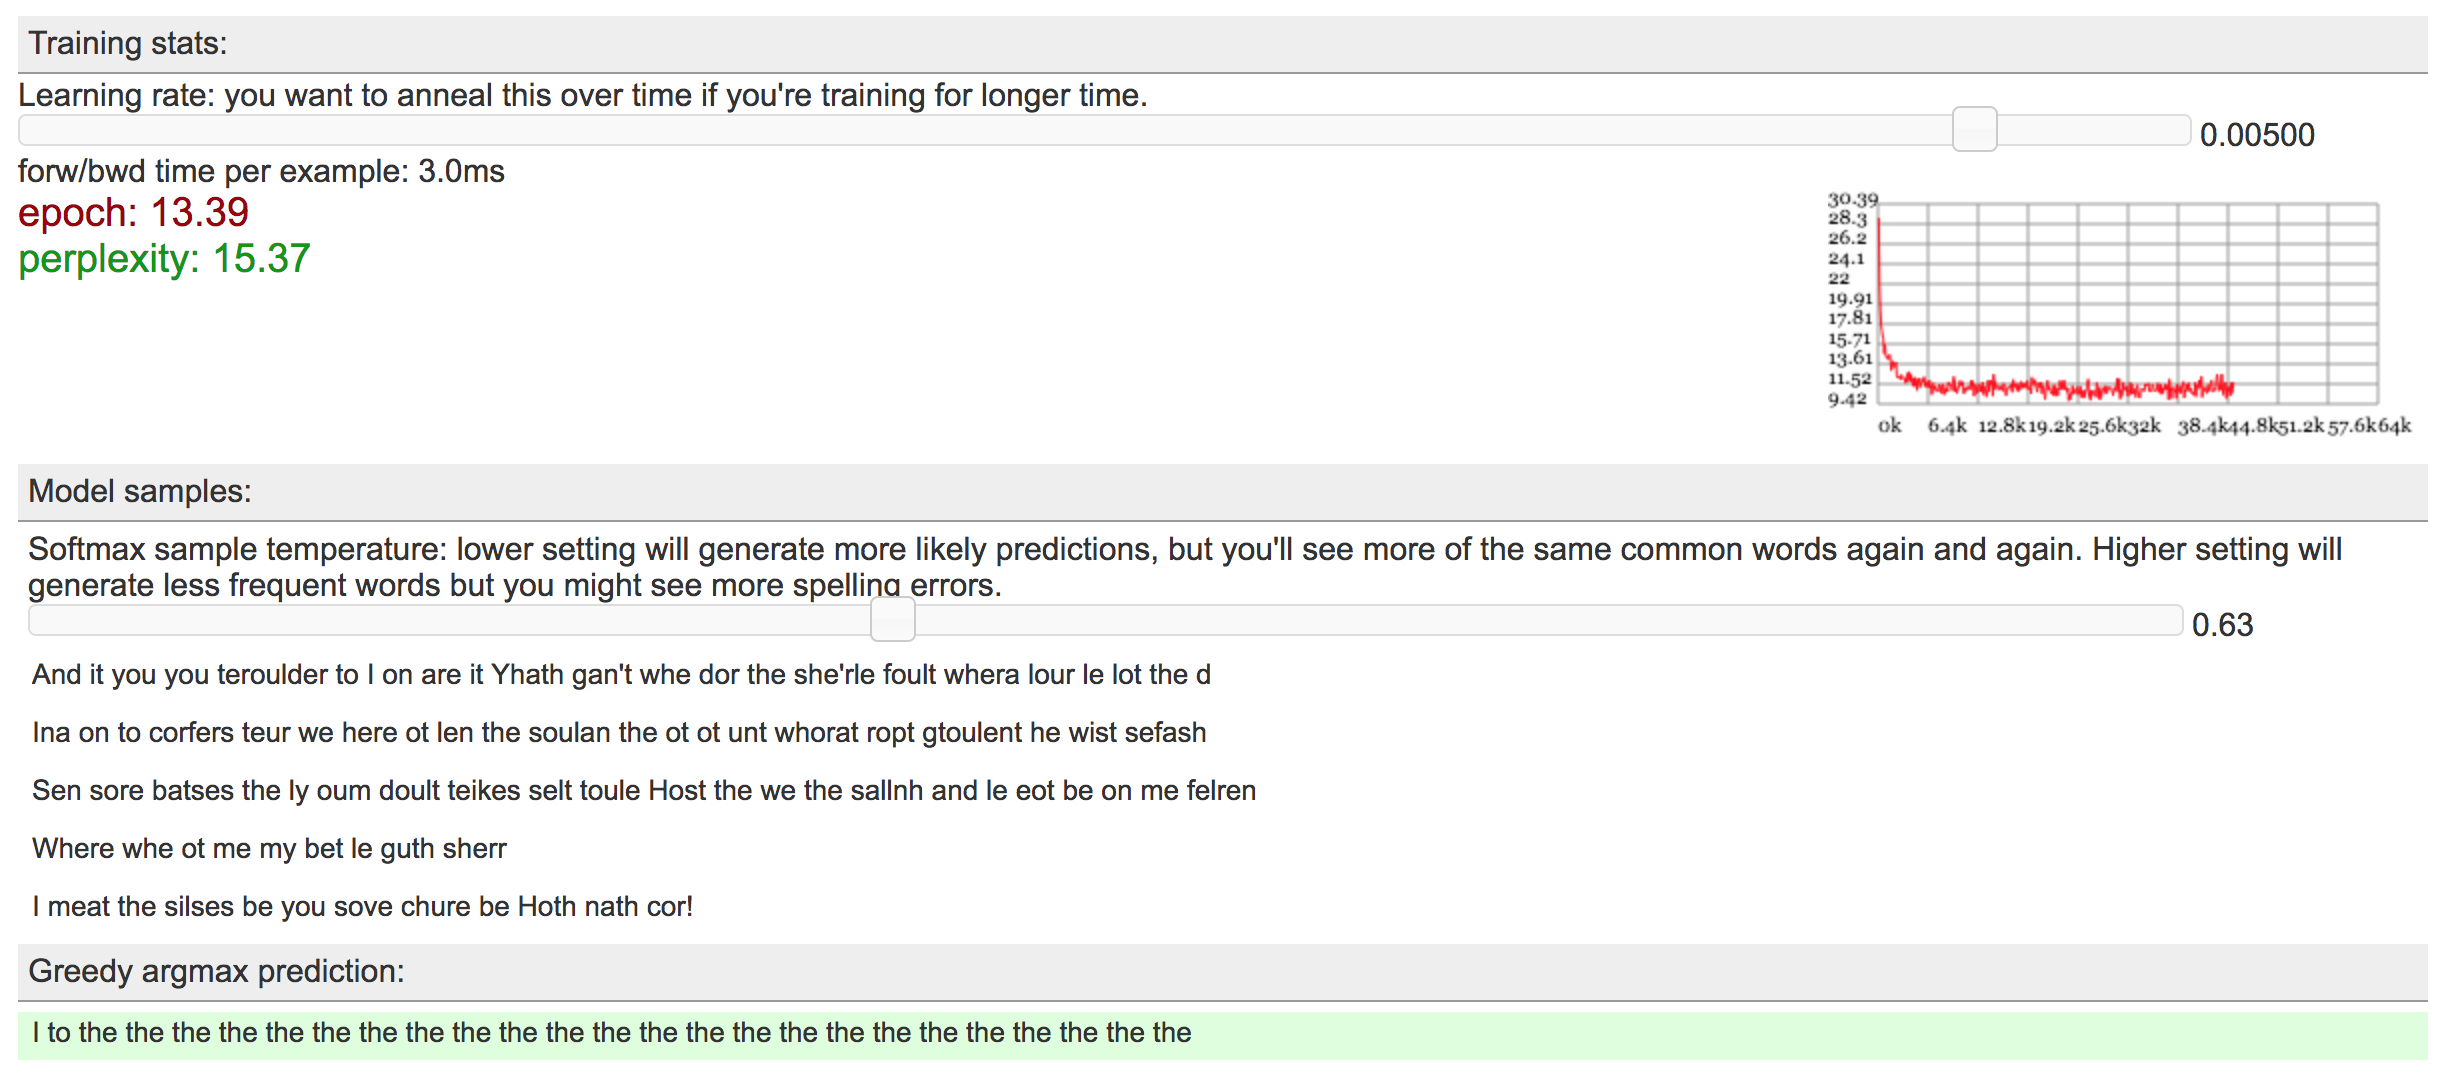 Training stats:
Learning rate: you want to anneal this over time if you're training for longer time.
0.00500
forw/bwd time per example: 3.0ms
epoch: 13.39
perplexity: 15.37
30.39
28.3
26.2
24.1
22
19.91
17.81
15.71
13.61
11.52
9.42
0k 6.4k 12.8k 19.2k 25.6k 32k 38.4k 44.8k 51.2k 57.6k 64k
Model samples:
Softmax sample temperature: lower setting will generate more likely predictions, but you'll see more of the same common words again and again. Higher setting will
generate less frequent words but you might see more spelling errors.
0.63
And it you you teroulder to I on are it Yhath gan't whe dor the she'rle foult whera lour le lot the d
Ina on to corfers teur we here ot len the soulan the ot ot unt whorat ropt gtoulent he wist sefash
Sen sore batses the ly oum doult teikes selt toule Host the we the sallnh and le eot be on me felren
Where whe ot me my bet le guth sherr
I meat the silses be you sove chure be Hoth nath cor!
Greedy argmax prediction:
I to the the the the the the the the the the the the the the the the the the the the the the the the